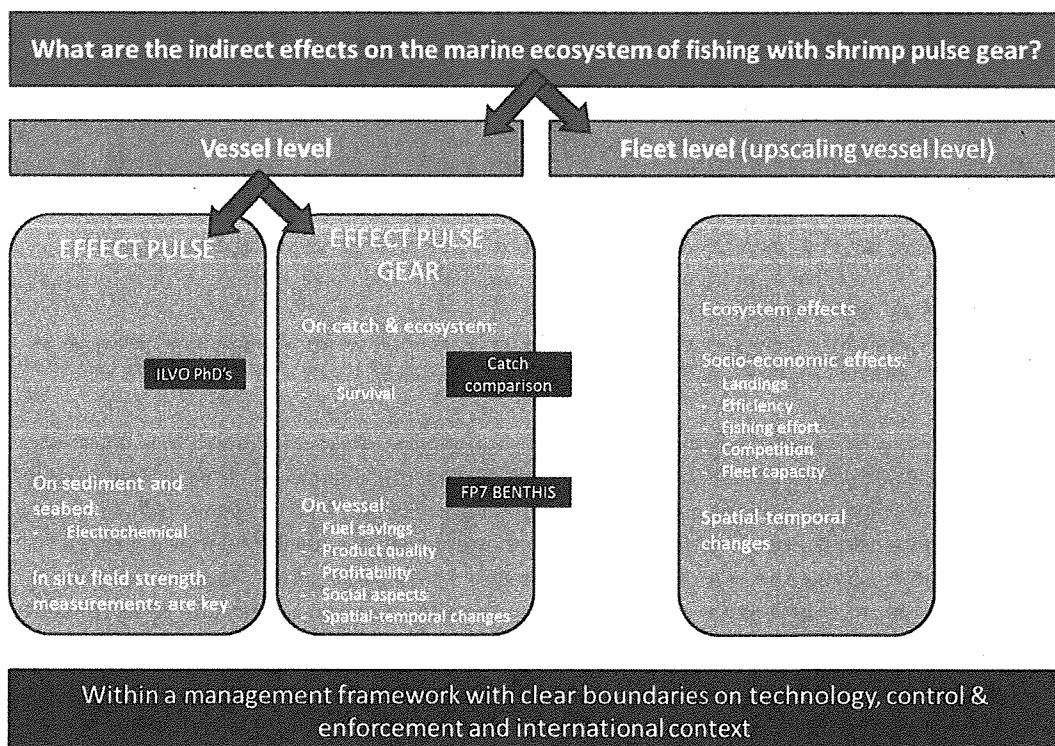 What are the indirect effects on the marine ecosystem of fishing with shrimp pulse gear?
Vessel level
Fleet level (upscaling vessel level)
EFFECT PULSE
ILVO PhD's
On sediment and
seabed:
- Electrochemical
In situ field strength
measurements are key
EFFECT PULSE
GEAR
On catch & ecosystem:
- Survival
Catch
comparison
FP7 BENTHIS
On vessel:
- Fuel savings
- Product quality
- Profitability
- Social aspects
- Spatial-temporal changes
Ecosystem effects
Socio-economic effects:
- Landings
- Efficiency
- Fishing effort
- Competition
- Fleet capacity
Spatial-temporal
changes
Within a management framework with clear boundaries on technology, control &
enforcement and international context